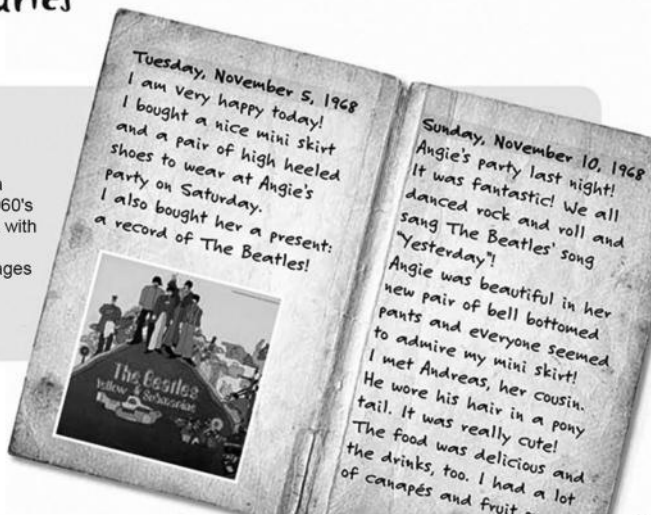 Tuesday, November 5, 1968
I am very happy today!
I bought a nice mini skirt
and a pair of high heeled
shoes to wear at Angie's
party on Saturday.
I also bought her a present:
a record of The Beatles!
The Beatles
Yellow Submarine
Sunday, November 10, 1968
Angie's party last night!
It was fantastic! We all
danced rock and roll and
sang The Beatles' song
"Yesterday"!
Angie was beautiful in her
new pair of bell bottomed
pants and everyone seemed
to admire my mini skirt!
I met Andreas, her cousin.
He wore his hair in a pony
tail. It was really cute!
The food was delicious and
the drinks, too. I had a lot
of canapés and fruit
60's
with